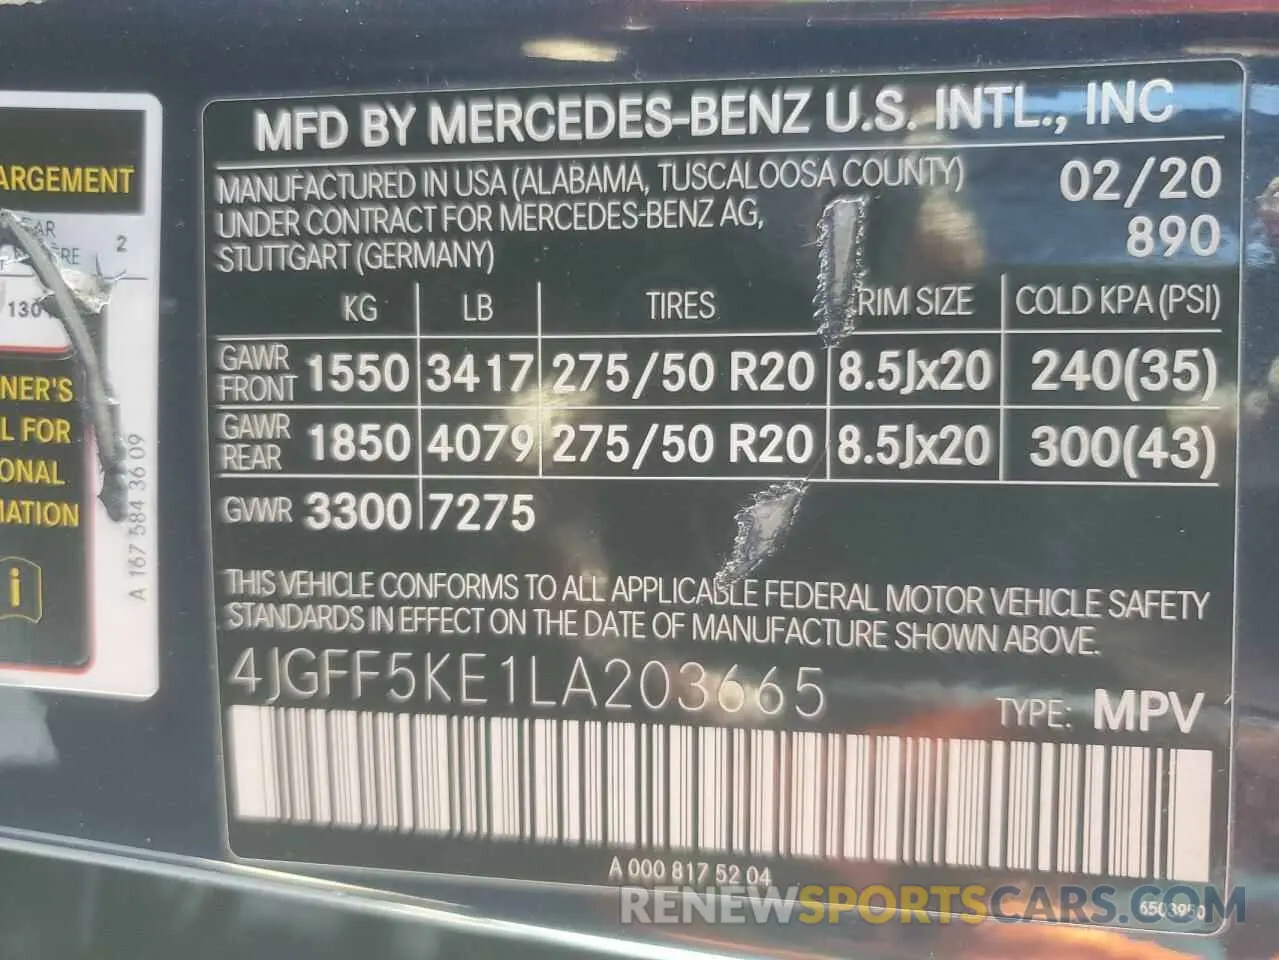 MFD BY MERCEDES-BENZ U.S. INTL., INC
MANUFACTURED IN USA (ALABAMA, TUSCALOOSA COUNTY) 02/20
UNDER CONTRACT FOR MERCEDES-BENZ AG, 890
STUTTGART (GERMANY)
KG LB TIRES RIM SIZE COLD KPA (PSI)
GAWR FRONT 1550 3417 275/50 R20 8.5Jx20 240(35)
GAWR REAR 1850 4079 275/50 R20 8.5Jx20 300(43)
GVWR 3300 7275
THIS VEHICLE CONFORMS TO ALL APPLICABLE FEDERAL MOTOR VEHICLE SAFETY
STANDARDS IN EFFECT ON THE DATE OF MANUFACTURE SHOWN ABOVE.
4JGFF5KE1LA203665 TYPE: MPV
A 000 817 52 04
RENEWSPORTSCARS.COM
ARGEMENT
2
130
NER'S
L FOR
ONAL
MATION
i
A 167 584 36 09